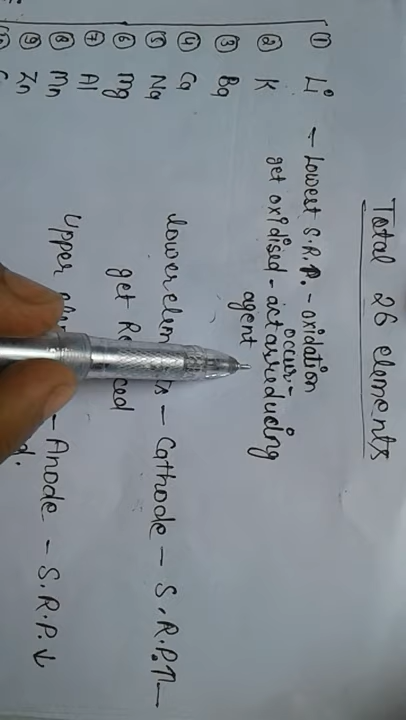 Total 26 elements
① Li – Lowest S.R.P. – oxidation
occur –
② K get oxidised – act as reducing
agent
③ Ba
④ Ca
⑤ Na lower – Cathode – S.R.P.↑
⑥ Mg get
⑦ Al
⑧ Mn Upper – Anode – S.R.P.↓
⑨ Zn
⑩